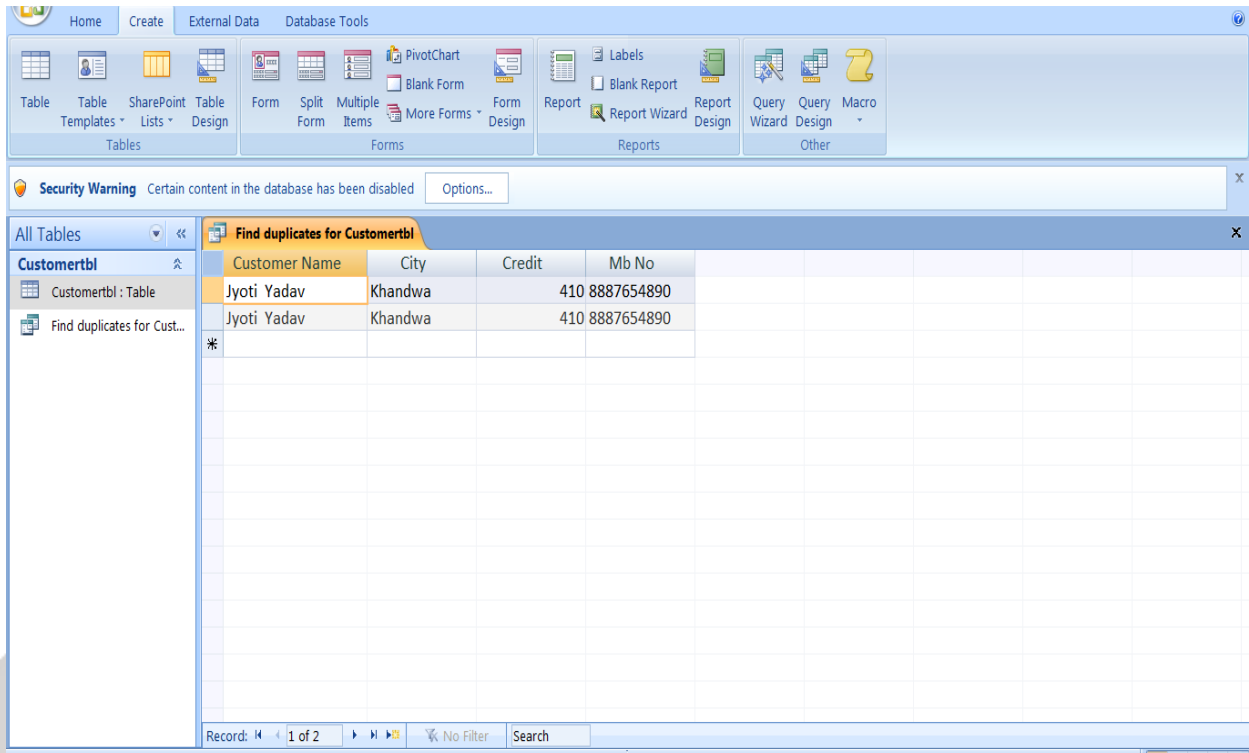 Home Create External Data Database Tools
PivotChart Labels
Blank Form Blank Report
Table Table SharePoint Table Form Split Multiple More Forms Form Report Report Wizard Report Query Query Macro
Templates Lists Design Form Items Design Design Wizard Design
Tables Forms Reports Other
Security Warning Certain content in the database has been disabled Options...
All Tables Find duplicates for Customertbl
Customertbl Customer Name City Credit Mb No
Customertbl : Table Jyoti Yadav Khandwa 410 8887654890
Find duplicates for Cust... Jyoti Yadav Khandwa 410 8887654890
Record: 1 of 2 No Filter Search